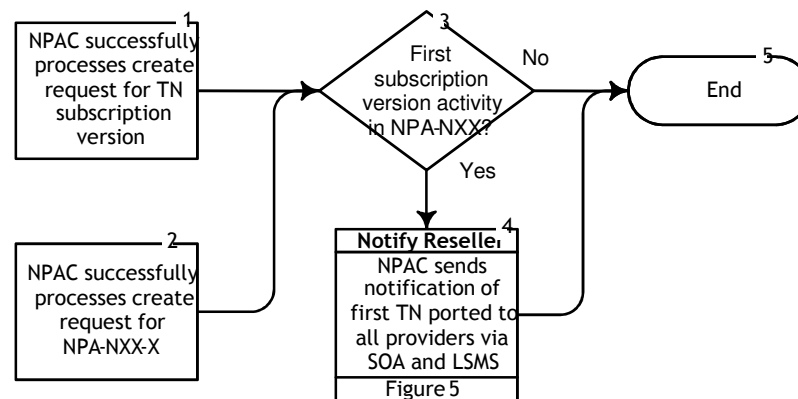 1
NPAC successfully
processes create
request for TN
subscription
version
2
NPAC successfully
processes create
request for
NPA-NXX-X
3
First
subscription
version activity
in NPA-NXX?
No
Yes
4
Notify Reseller
NPAC sends
notification of
first TN ported to
all providers via
SOA and LSMS
Figure 5
5
End